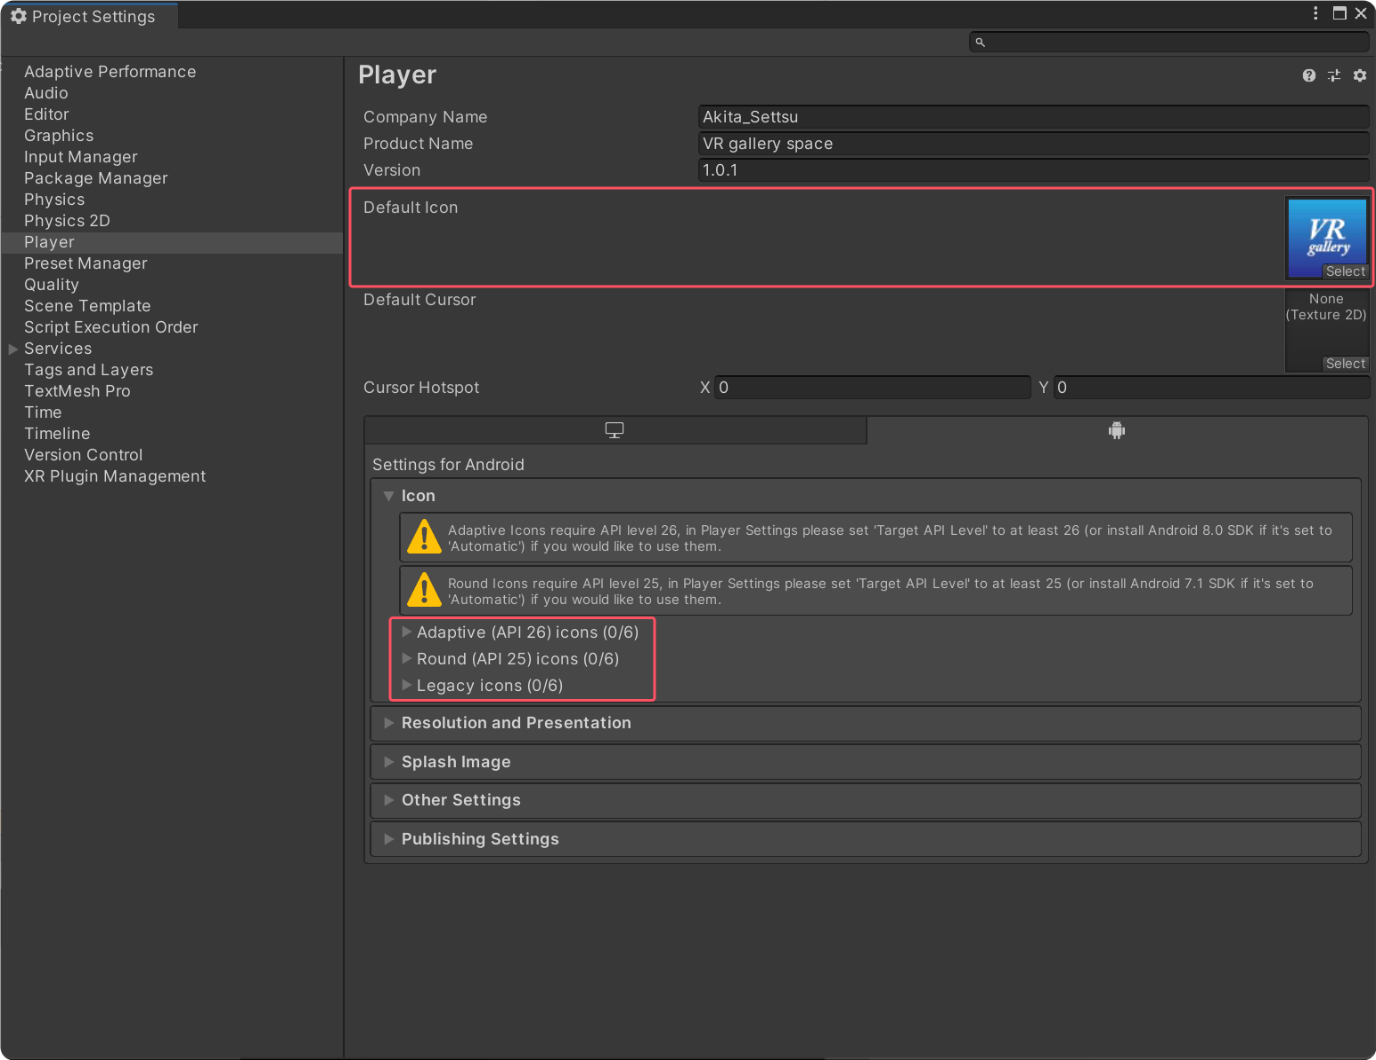 Project Settings
Adaptive Performance
Audio
Editor
Graphics
Input Manager
Package Manager
Physics
Physics 2D
Player
Preset Manager
Quality
Scene Template
Script Execution Order
Services
Tags and Layers
TextMesh Pro
Time
Timeline
Version Control
XR Plugin Management
Player
Company Name Akita_Settsu
Product Name VR gallery space
Version 1.0.1
Default Icon
VR
gallery
Select
Default Cursor
None
(Texture 2D)
Select
Cursor Hotspot X 0 Y 0
Settings for Android
Icon
Adaptive Icons require API level 26, in Player Settings please set 'Target API Level' to at least 26 (or install Android 8.0 SDK if it's set to
'Automatic') if you would like to use them.
Round Icons require API level 25, in Player Settings please set 'Target API Level' to at least 25 (or install Android 7.1 SDK if it's set to
'Automatic') if you would like to use them.
Adaptive (API 26) icons (0/6)
Round (API 25) icons (0/6)
Legacy icons (0/6)
Resolution and Presentation
Splash Image
Other Settings
Publishing Settings